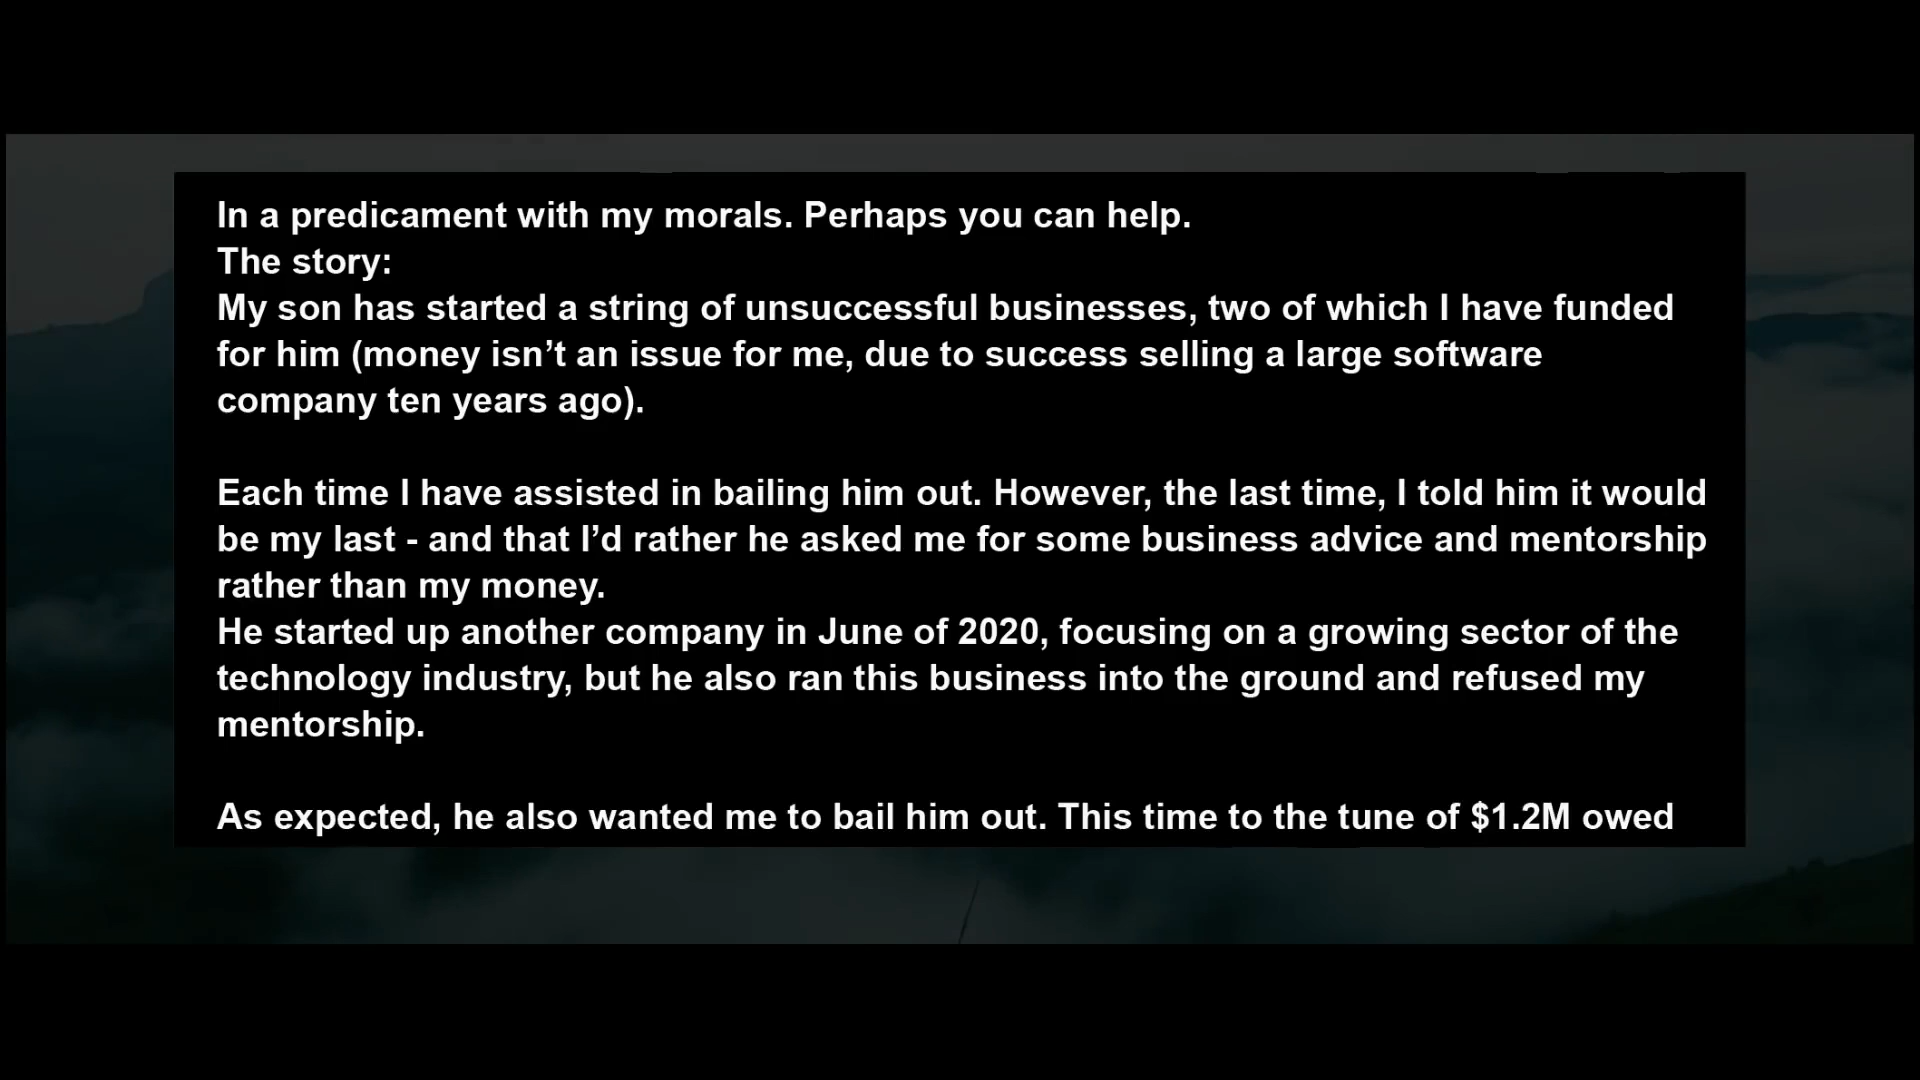 In a predicament with my morals. Perhaps you can help.
The story:
My son has started a string of unsuccessful businesses, two of which I have funded
for him (money isn’t an issue for me, due to success selling a large software
company ten years ago).
Each time I have assisted in bailing him out. However, the last time, I told him it would
be my last - and that I’d rather he asked me for some business advice and mentorship
rather than my money.
He started up another company in June of 2020, focusing on a growing sector of the
technology industry, but he also ran this business into the ground and refused my
mentorship.
As expected, he also wanted me to bail him out. This time to the tune of $1.2M owed